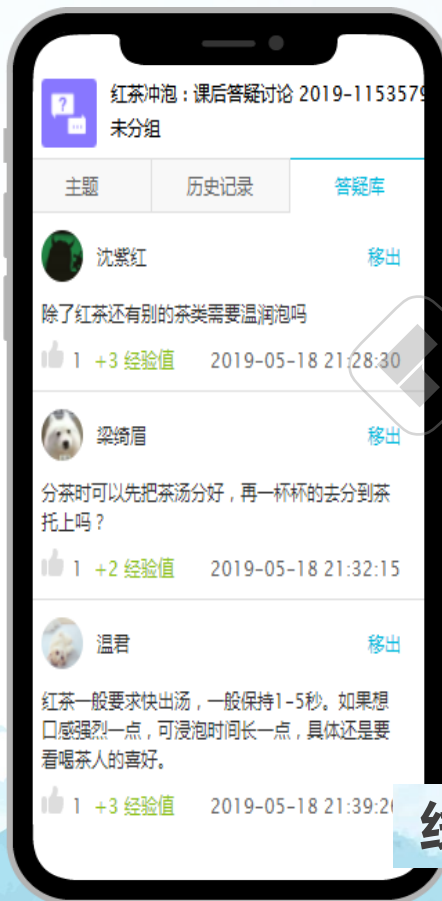 红茶冲泡：课后答疑讨论 2019-1153579
未分组
主题 历史记录 答疑库
沈紫红 移出
除了红茶还有别的茶类需要温润泡吗
1 +3 经验值 2019-05-18 21:28:30
梁绮眉 移出
分茶时可以先把茶汤分好，再一杯杯的去分到茶
托上吗？
1 +2 经验值 2019-05-18 21:32:15
温君 移出
红茶一般要求快出汤，一般保持1-5秒。如果想
口感强烈一点，可浸泡时间长一点，具体还是要
看喝茶人的喜好。
1 +3 经验值 2019-05-18 21:39:2